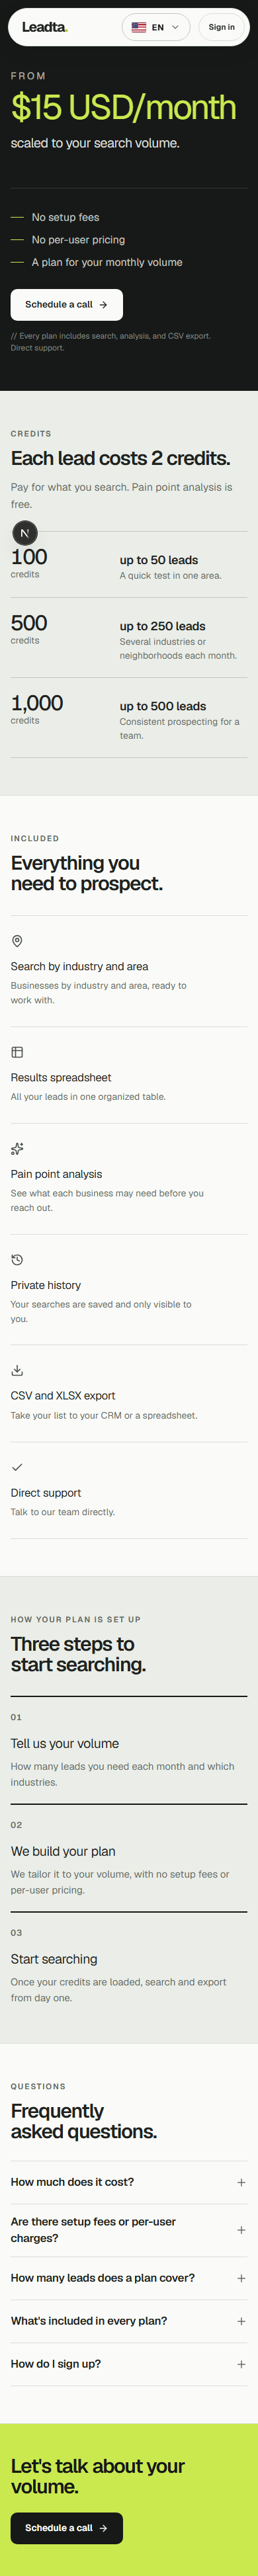 Leadta.
EN
Sign in
FROM
$15 USD/month
scaled to your search volume.
No setup fees
No per-user pricing
A plan for your monthly volume
Schedule a call →
// Every plan includes search, analysis, and CSV export.
Direct support.
CREDITS
Each lead costs 2 credits.
Pay for what you search. Pain point analysis is
free.
N
100
credits
up to 50 leads
A quick test in one area.
500
credits
up to 250 leads
Several industries or
neighborhoods each month.
1,000
credits
up to 500 leads
Consistent prospecting for a
team.
INCLUDED
Everything you
need to prospect.
Search by industry and area
Businesses by industry and area, ready to
work with.
Results spreadsheet
All your leads in one organized table.
Pain point analysis
See what each business may need before you
reach out.
Private history
Your searches are saved and only visible to
you.
CSV and XLSX export
Take your list to your CRM or a spreadsheet.
Direct support
Talk to our team directly.
HOW YOUR PLAN IS SET UP
Three steps to
start searching.
01
Tell us your volume
How many leads you need each month and which
industries.
02
We build your plan
We tailor it to your volume, with no setup fees or
per-user pricing.
03
Start searching
Once your credits are loaded, search and export
from day one.
QUESTIONS
Frequently
asked questions.
How much does it cost? +
Are there setup fees or per-user
charges? +
How many leads does a plan cover? +
What's included in every plan? +
How do I sign up? +
Let's talk about your
volume.
Schedule a call →